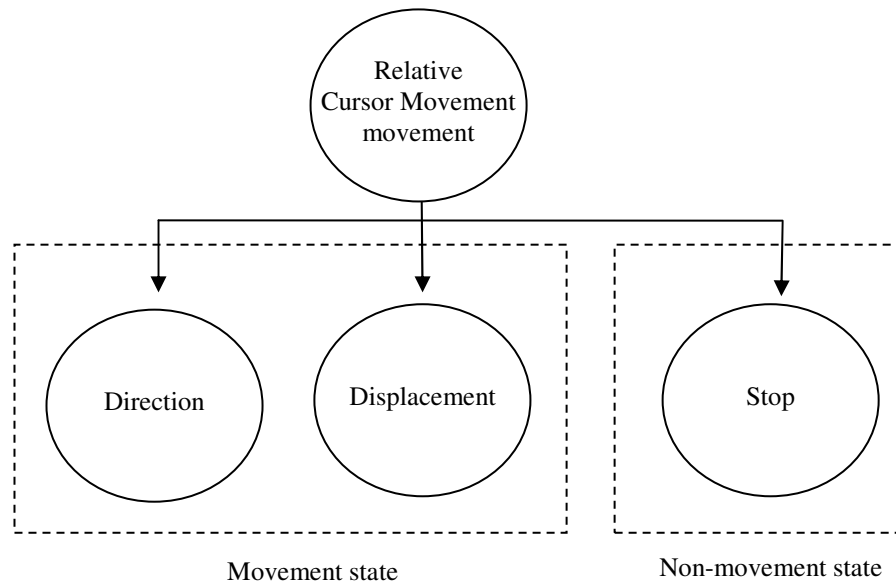 Relative
Cursor Movement
movement
Direction
Displacement
Stop
Movement state
Non-movement state